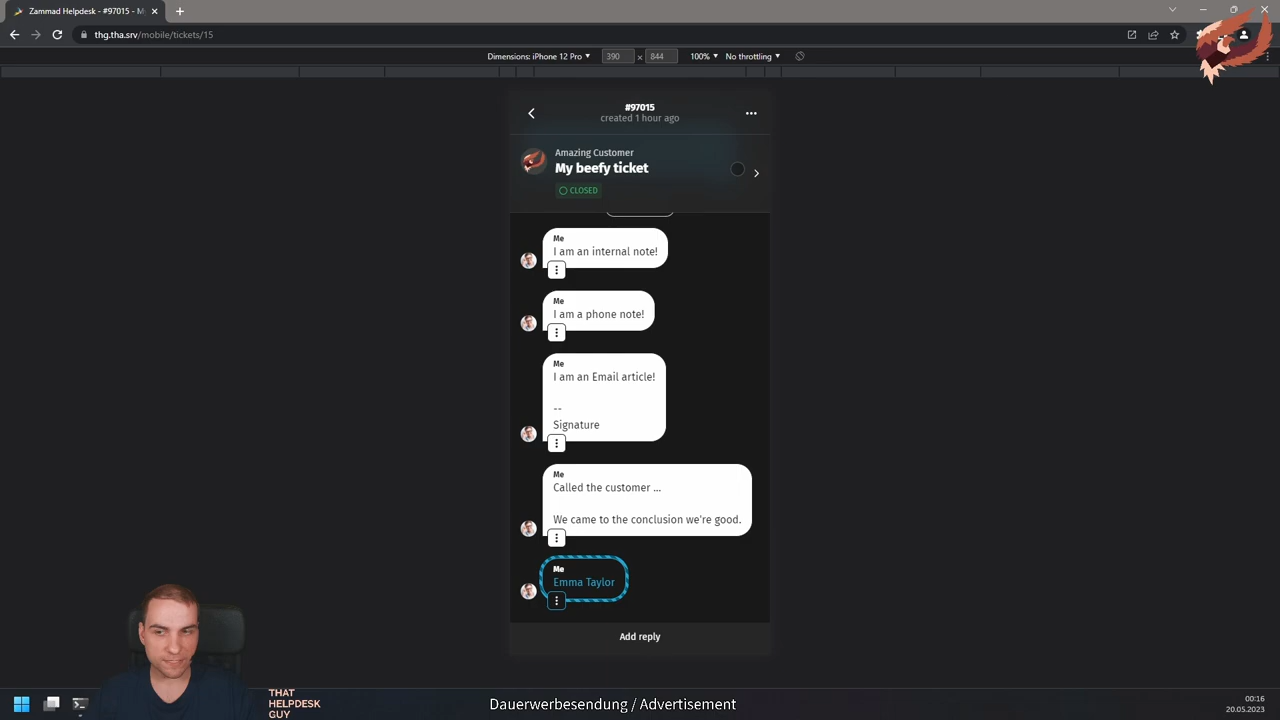 Zammad Helpdesk - #97015 - M
thg.tha.srv/mobile/tickets/15
Dimensions: iPhone 12 Pro
390 × 844
100%
No throttling
#97015
created 1 hour ago
Amazing Customer
My beefy ticket
CLOSED
Me
I am an internal note!
Me
I am a phone note!
Me
I am an Email article!
--
Signature
Me
Called the customer ...
We came to the conclusion we're good.
Me
Emma Taylor
Add reply
THAT
HELPDESK
GUY
Dauerwerbesendung / Advertisement
00:16
20.05.2023